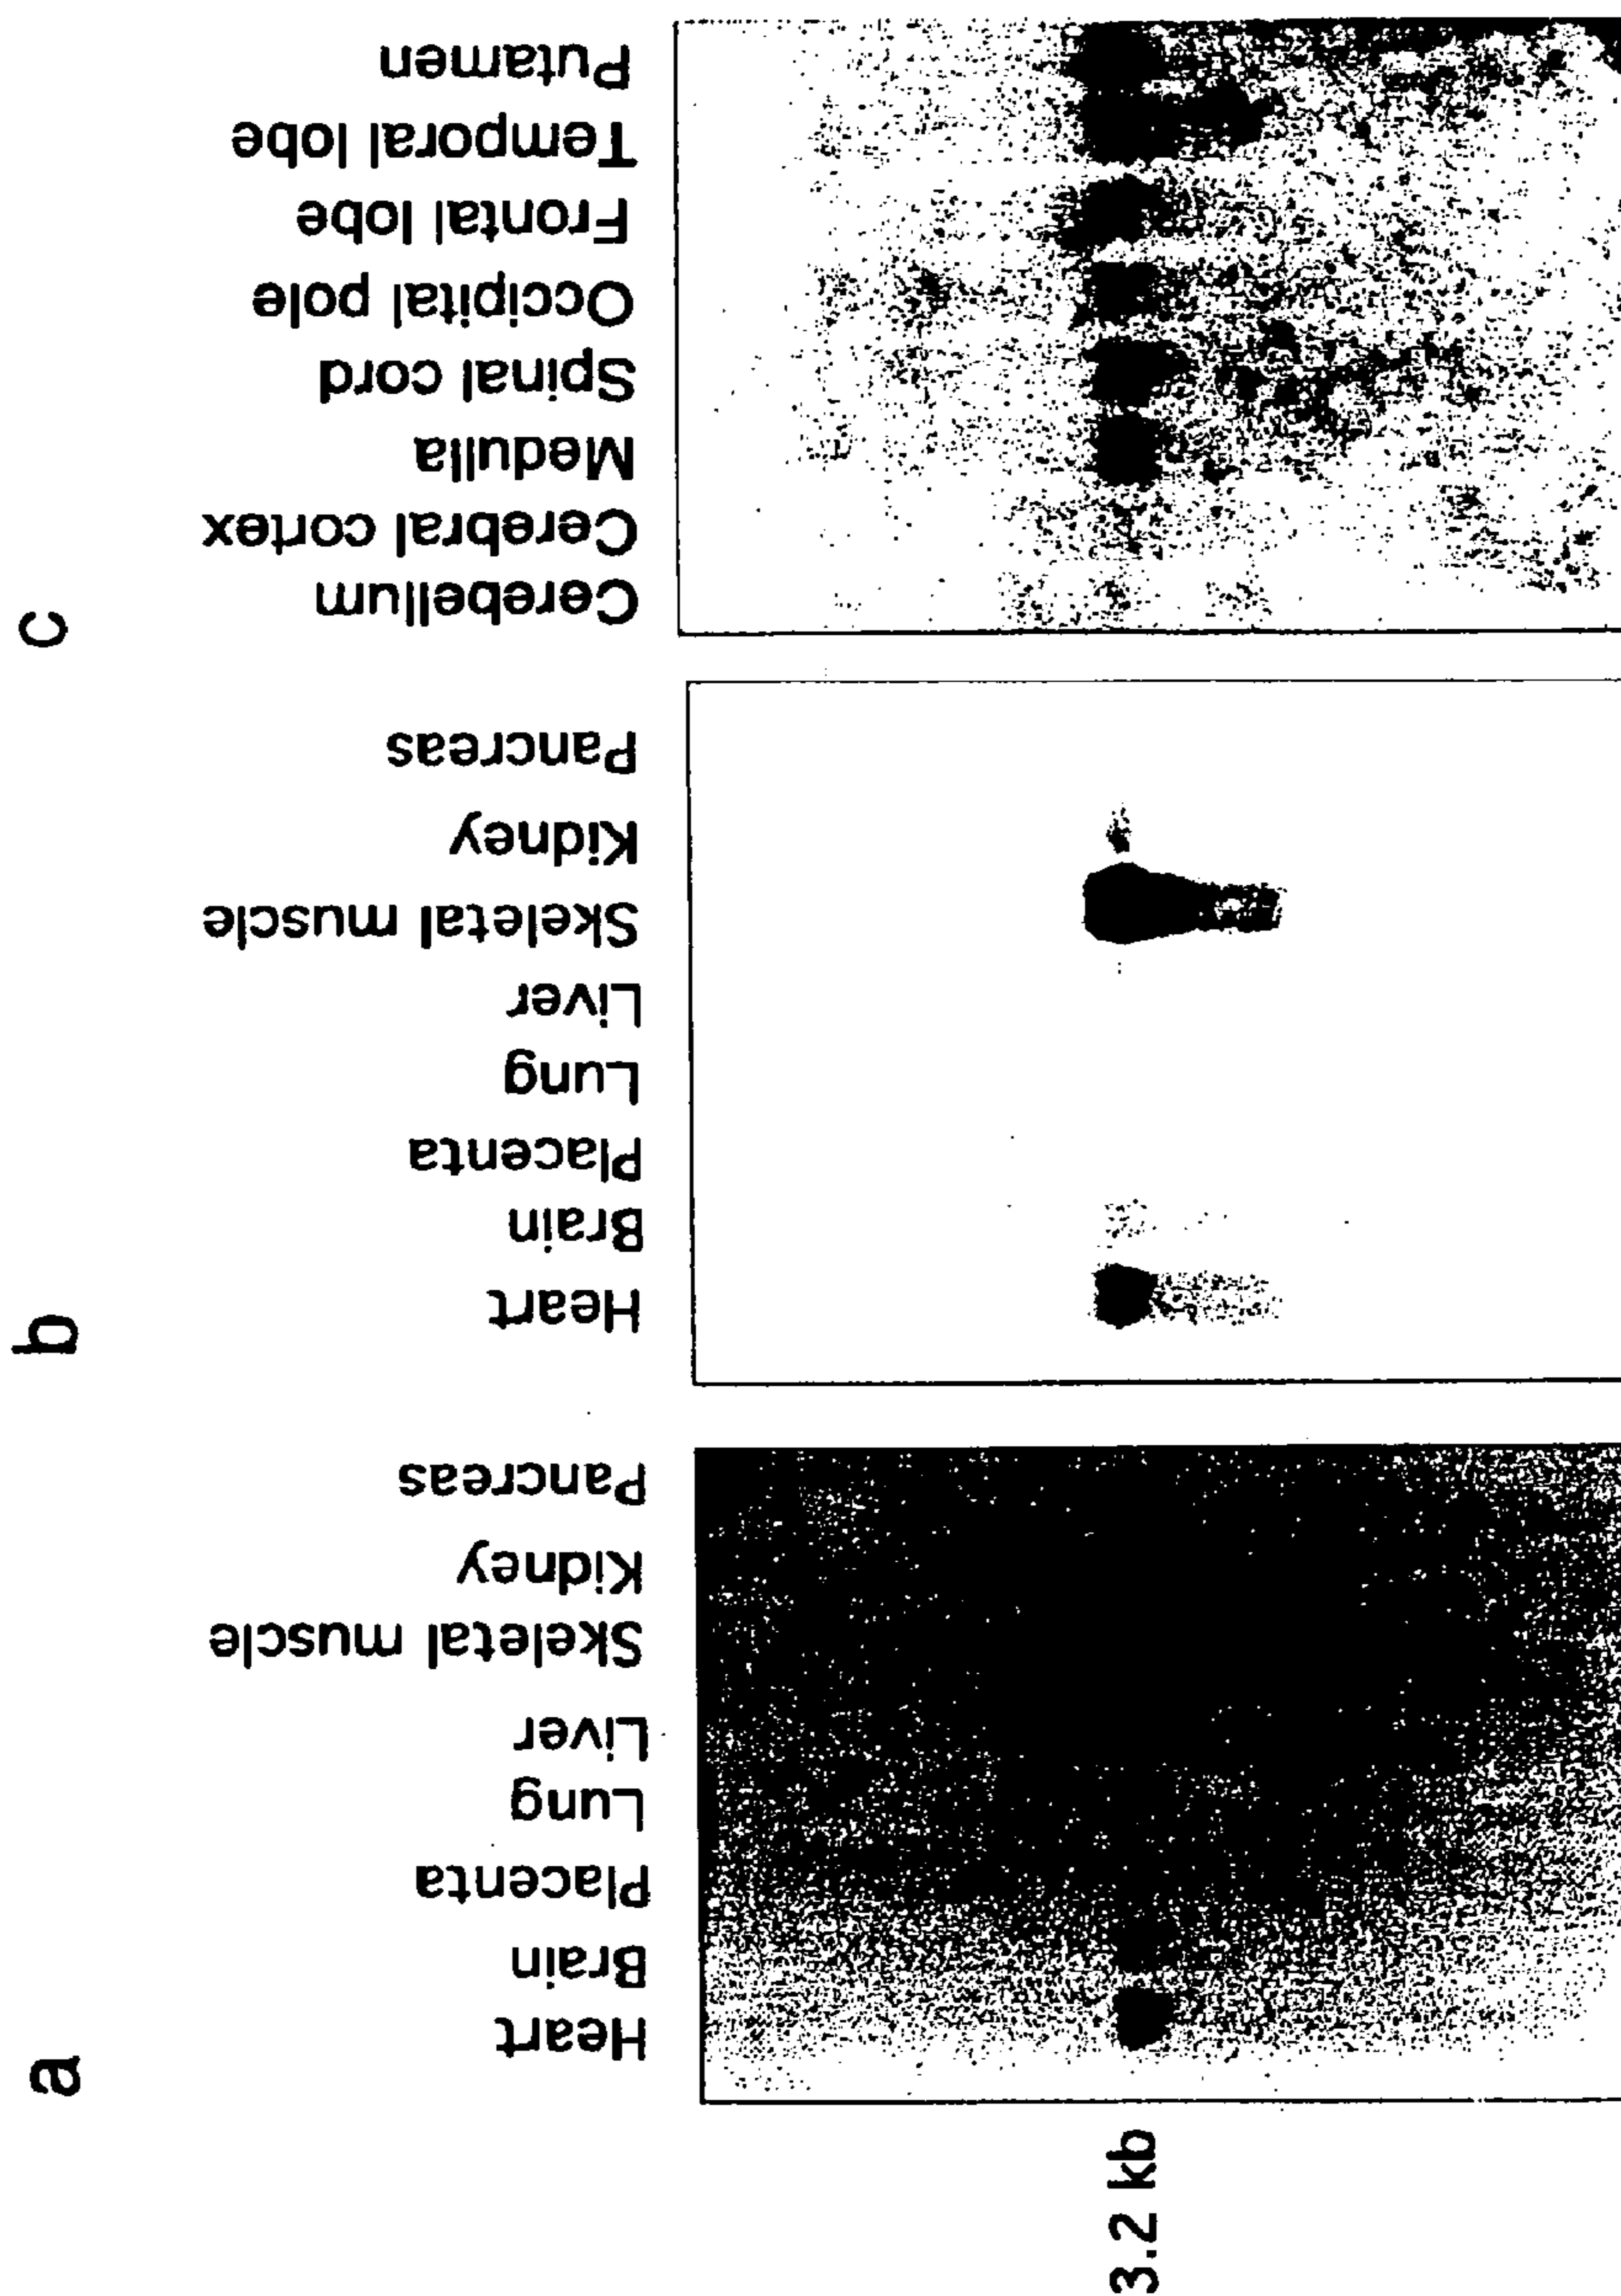 a
Heart
Brain
Placenta
Lung
Liver
Skeletal muscle
Kidney
Pancreas
b
Heart
Brain
Placenta
Lung
Liver
Skeletal muscle
Kidney
Pancreas
c
Cerebellum
Cerebral cortex
Medulla
Spinal cord
Occipital pole
Frontal lobe
Temporal lobe
Putamen
3.2 kb